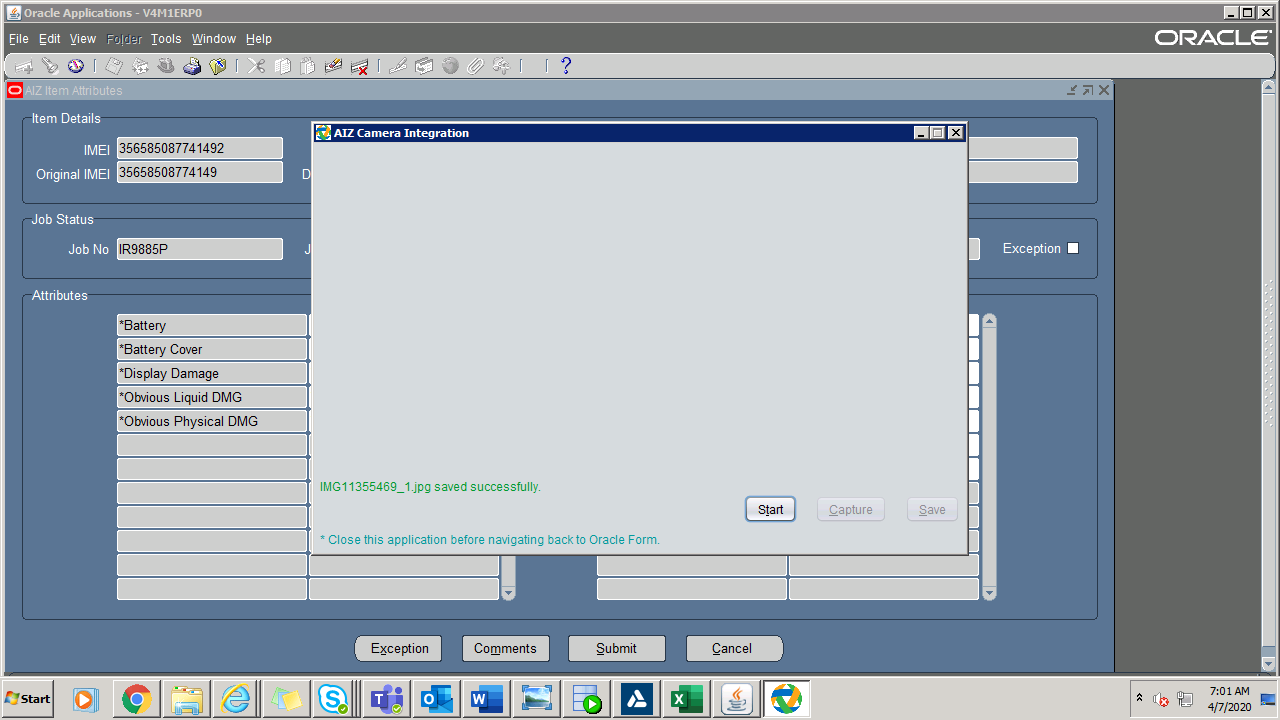 Oracle Applications - V4M1ERP0
File Edit View Folder Tools Window Help
ORACLE
AIZ Item Attributes
Item Details
IMEI 356585087741492
Original IMEI 35658508774149
D
Job Status
Job No IR9885P
J
Exception
Attributes
*Battery
*Battery Cover
*Display Damage
*Obvious Liquid DMG
*Obvious Physical DMG
AIZ Camera Integration
IMG11355469_1.jpg saved successfully.
Start Capture Save
* Close this application before navigating back to Oracle Form.
Exception Comments Submit Cancel
Start
7:01 AM
4/7/2020